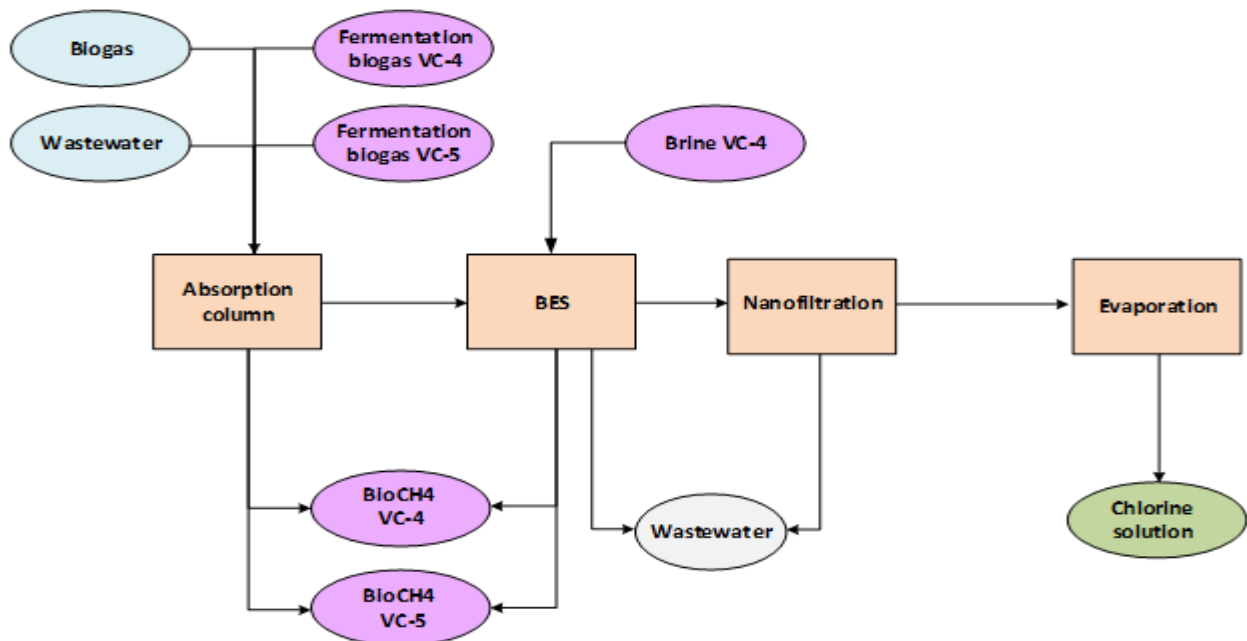 Biogas
Fermentation
biogas VC-4
Wastewater
Fermentation
biogas VC-5
Brine VC-4
Absorption
column
BES
Nanofiltration
Evaporation
BioCH4
VC-4
Wastewater
Chlorine
solution
BioCH4
VC-5